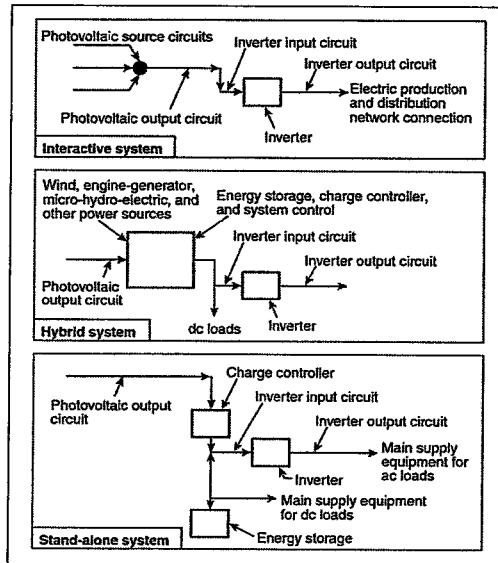 Photovoltaic source circuits
Inverter input circuit
Inverter output circuit
Photovoltaic output circuit
Electric production
and distribution
network connection
Inverter
Interactive system
Wind, engine-generator,
micro-hydro-electric, and
other power sources
Energy storage, charge controller,
and system control
Inverter input circuit
Inverter output circuit
Photovoltaic
output circuit
dc loads
Inverter
Hybrid system
Charge controller
Photovoltaic output
circuit
Inverter input circuit
Inverter output circuit
Main supply
equipment for
ac loads
Inverter
Main supply equipment
for dc loads
Energy storage
Stand-alone system